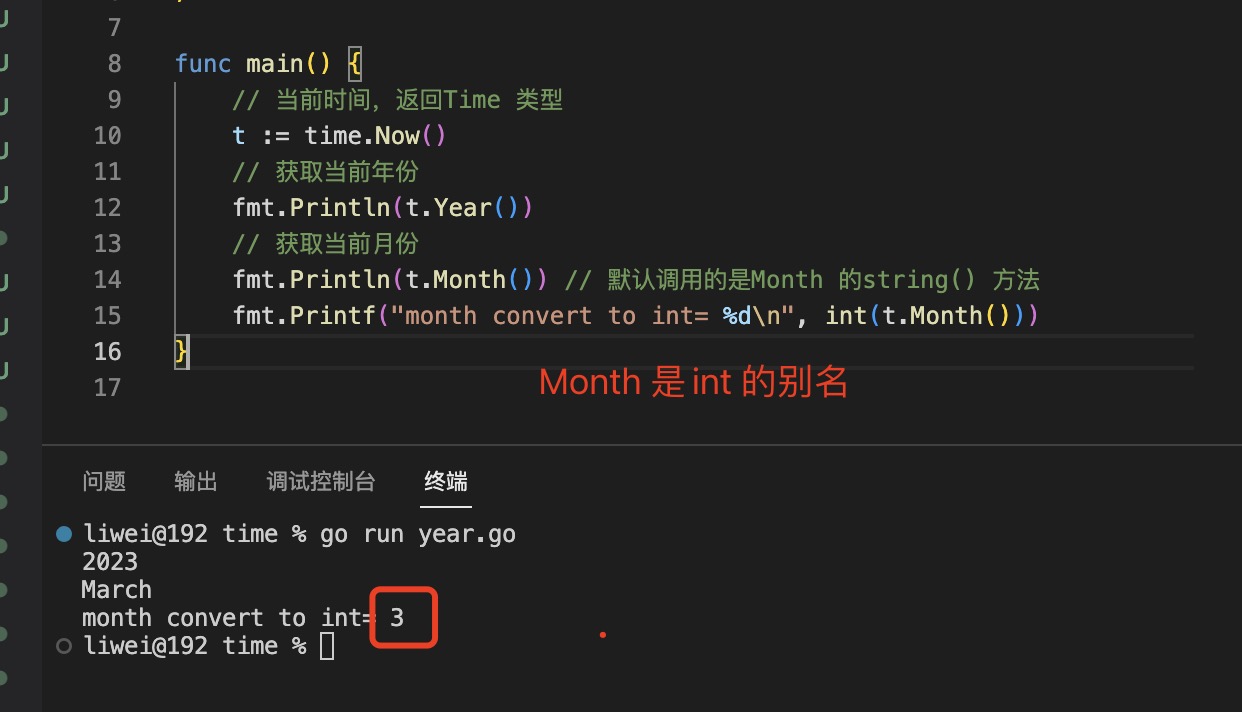 7
8 func main() {
9 // 当前时间，返回Time 类型
10 t := time.Now()
11 // 获取当前年份
12 fmt.Println(t.Year())
13 // 获取当前月份
14 fmt.Println(t.Month()) // 默认调用的是Month 的string() 方法
15 fmt.Printf("month convert to int= %d\n", int(t.Month()))
16 }
Month 是 int 的别名
17
问题 输出 调试控制台 终端
liwei@192 time % go run year.go
2023
March
month convert to int= 3
liwei@192 time %